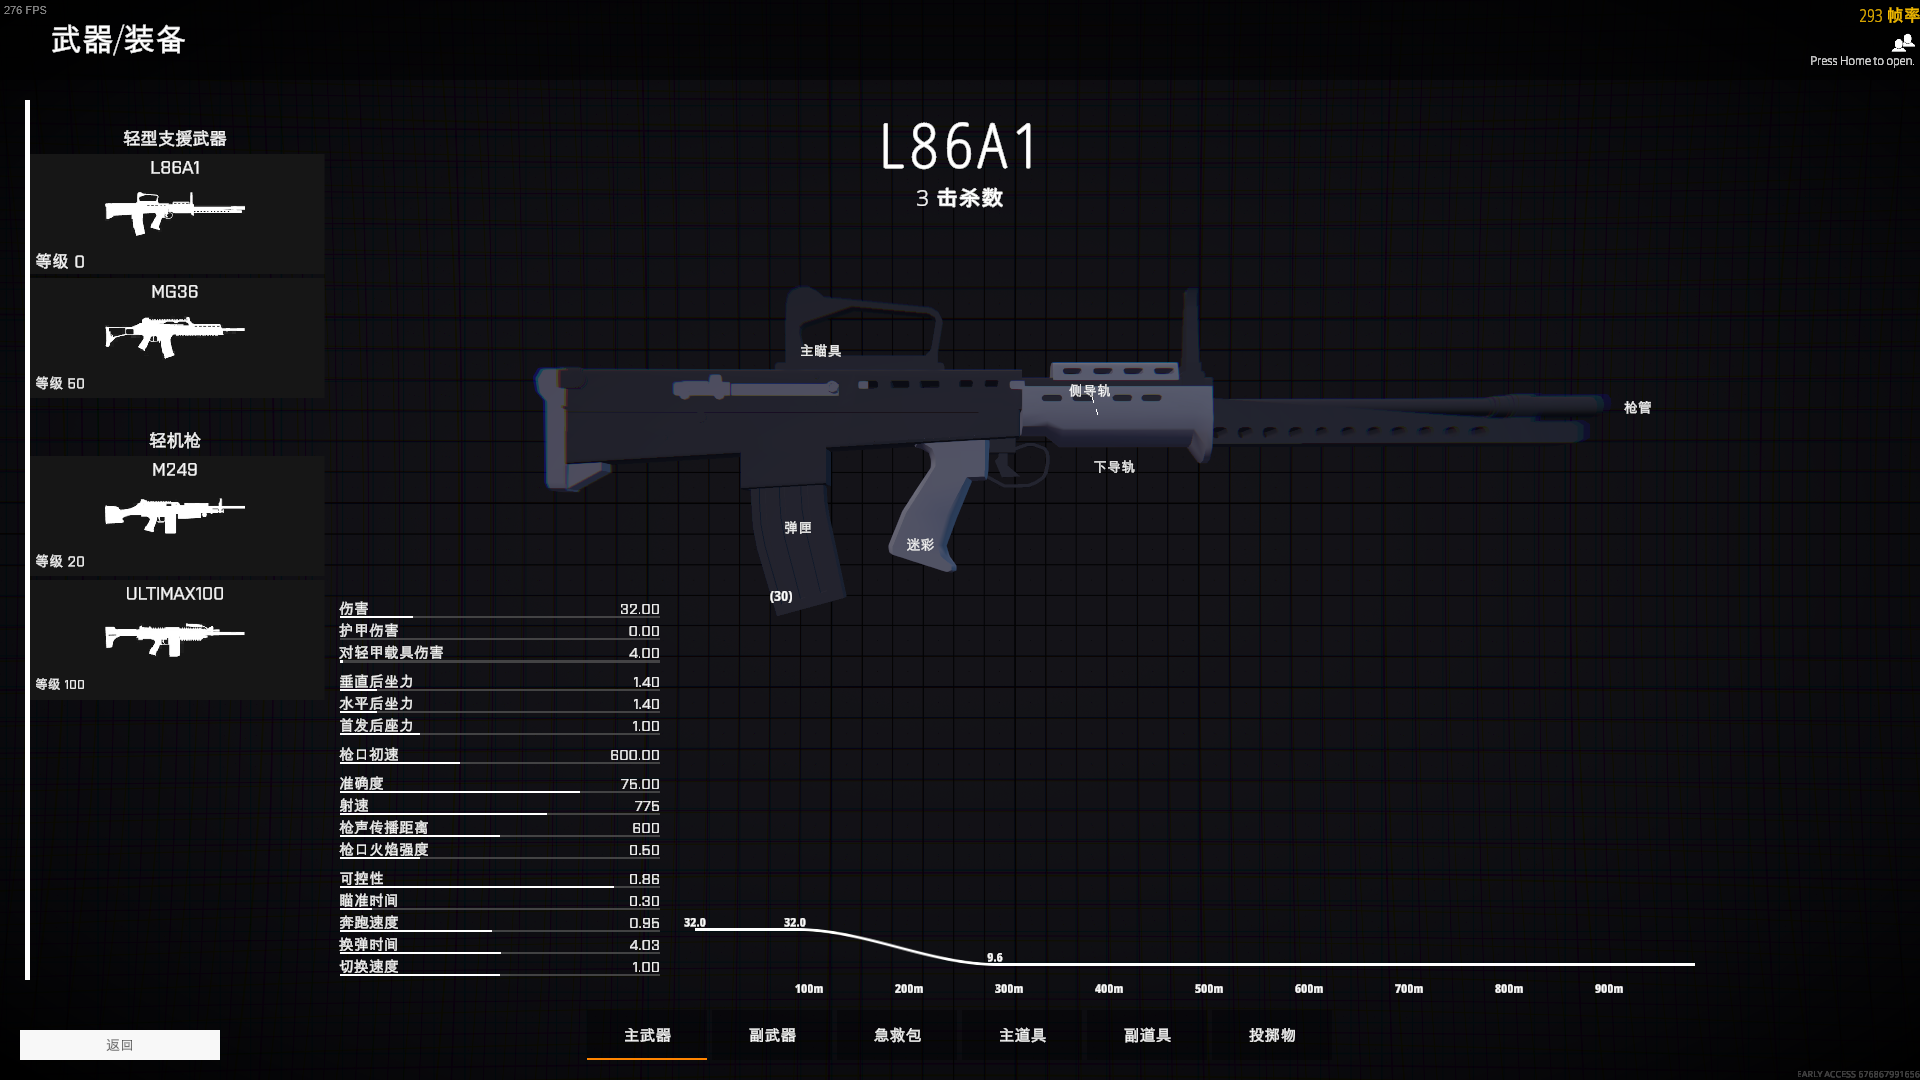 276 FPS
武器/装备
293 帧率
Press Home to open.
轻型支援武器
L86A1
等级 0
MG36
等级 50
轻机枪
M249
等级 20
ULTIMAX100
等级 100
L86A1
3 击杀数
主瞄具
侧导轨
枪管
下导轨
弹匣
迷彩
(30)
伤害 32.00
护甲伤害 0.00
对轻甲载具伤害 4.00
垂直后坐力 1.40
水平后坐力 1.40
首发后座力 1.00
枪口初速 600.00
准确度 75.00
射速 775
枪声传播距离 600
枪口火焰强度 0.50
可控性 0.86
瞄准时间 0.30
奔跑速度 0.95
换弹时间 4.03
切换速度 1.00
32.0 32.0 9.6
100m 200m 300m 400m 500m 600m 700m 800m 900m
主武器 副武器 急救包 主道具 副道具 投掷物
返回
EARLY ACCESS 676867991656